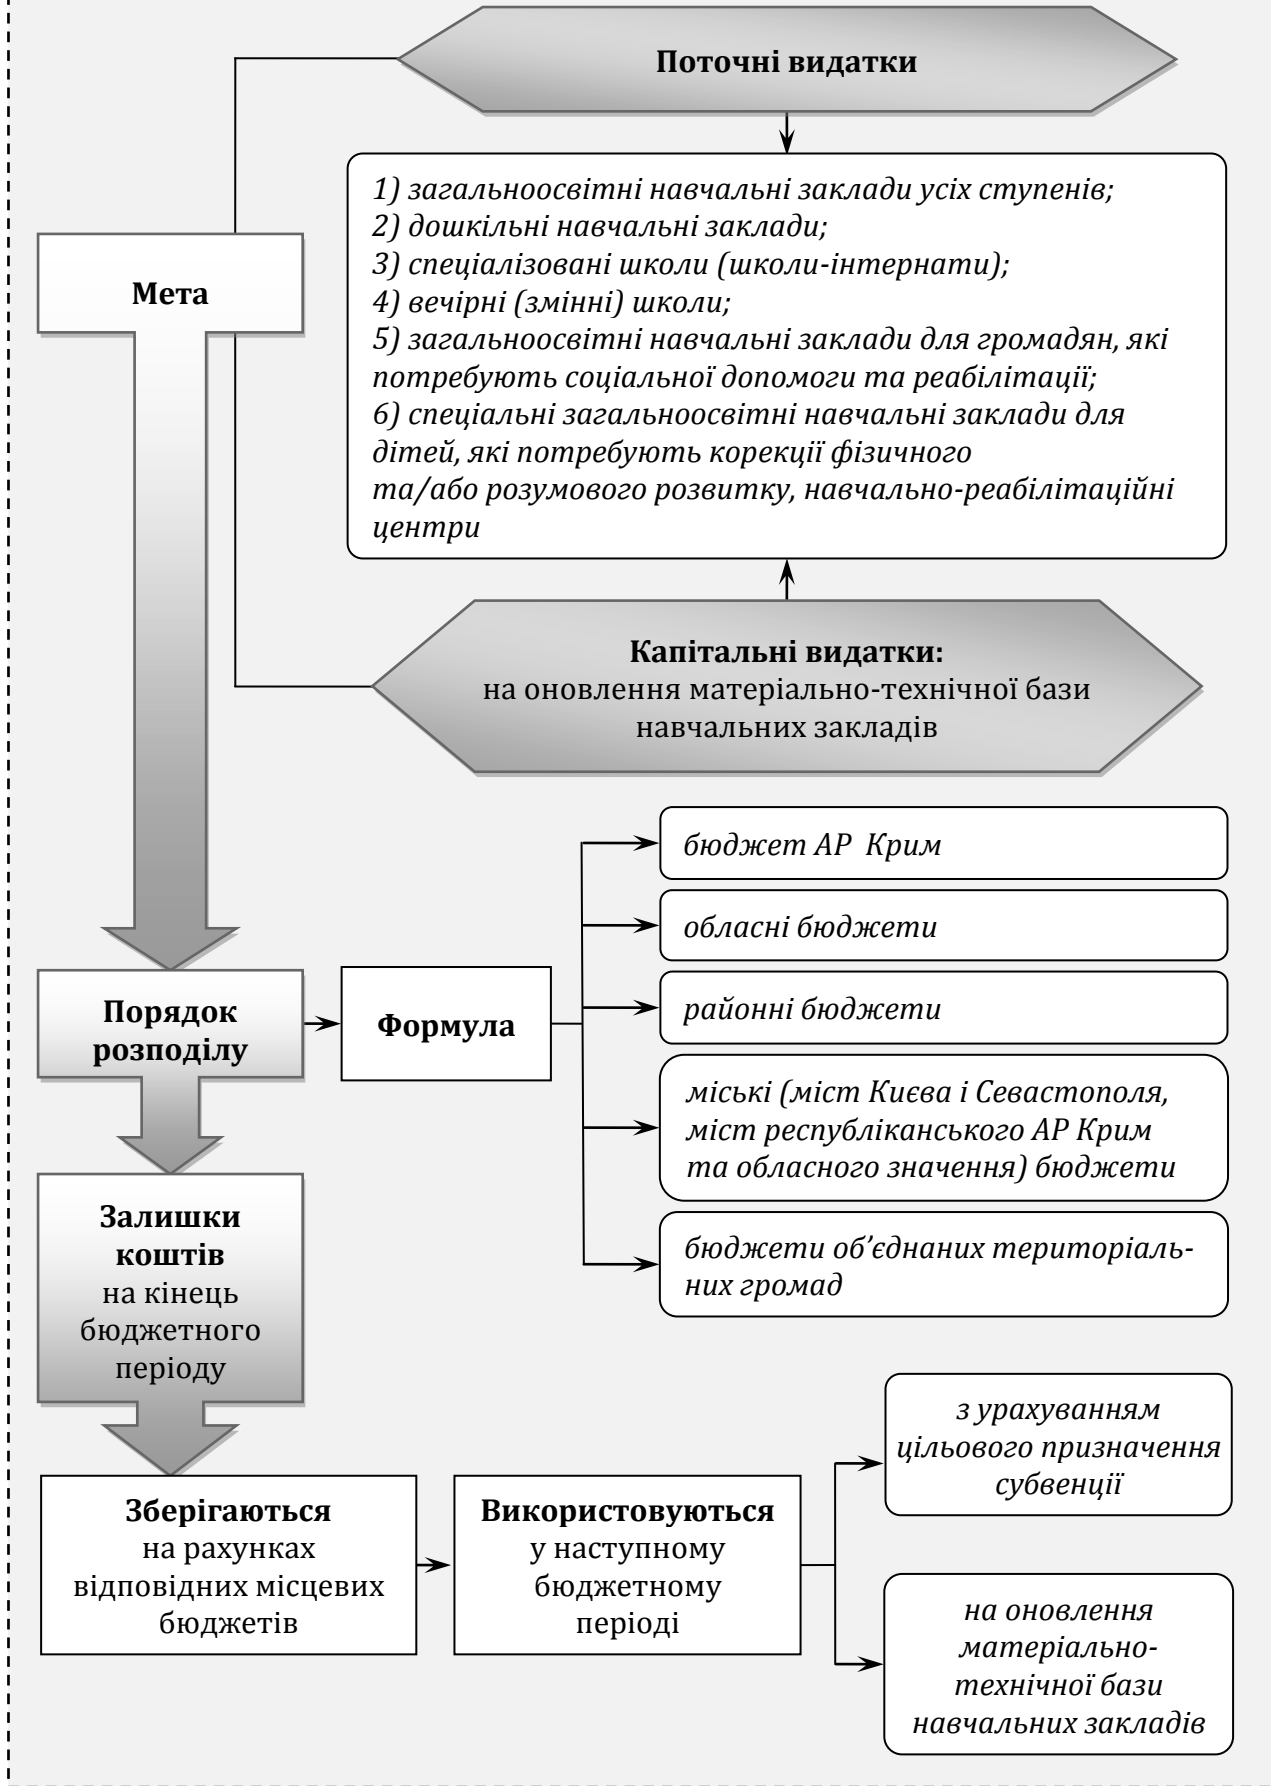 Поточні видатки
1) загальноосвітні навчальні заклади усіх ступенів;
2) дошкільні навчальні заклади;
3) спеціалізовані школи (школи-інтернати);
4) вечірні (змінні) школи;
5) загальноосвітні навчальні заклади для громадян, які
потребують соціальної допомоги та реабілітації;
6) спеціальні загальноосвітні навчальні заклади для
дітей, які потребують корекції фізичного
та/або розумового розвитку, навчально-реабілітаційні
центри
Мета
Капітальні видатки:
на оновлення матеріально-технічної бази
навчальних закладів
Порядок
розподілу
Формула
бюджет АР Крим
обласні бюджети
районні бюджети
міські (міст Києва і Севастополя,
міст республіканського АР Крим
та обласного значення) бюджети
бюджети об’єднаних територіаль-
них громад
Залишки
коштів
на кінець
бюджетного
періоду
Зберігаються
на рахунках
відповідних місцевих
бюджетів
Використовуються
у наступному
бюджетному
періоді
з урахуванням
цільового призначення
субвенції
на оновлення
матеріально-
технічної бази
навчальних закладів